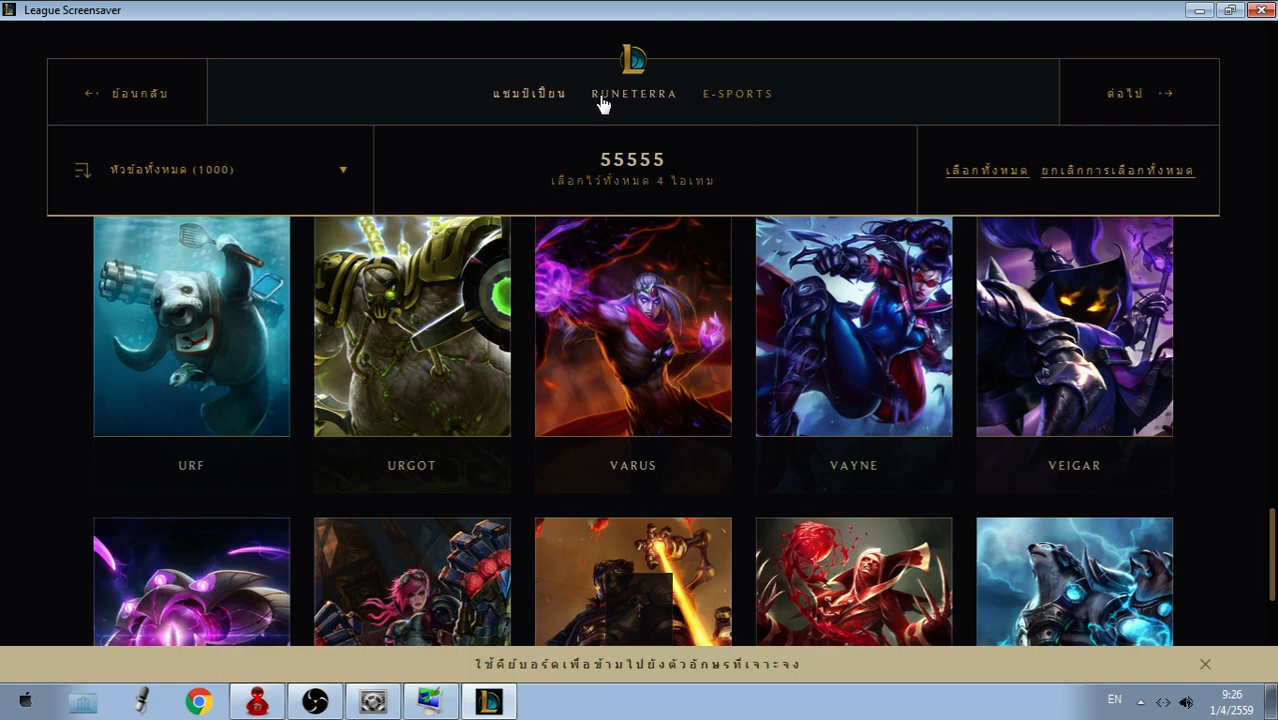 League Screensaver
ย้อนกลับ
แชมป์เปี้ยน RUNETERRA E-SPORTS
ต่อไป
หัวข้อทั้งหมด (1000)
55555
เลือกไว้ทั้งหมด 4 ไอเทม
เลือกทั้งหมด ยกเลิกการเลือกทั้งหมด
URF URGOT VARUS VAYNE VEIGAR
ใช้คีย์บอร์ดเพื่อข้ามไปยังตัวอักษรที่เจาะจง
EN
9:26
1/4/2559